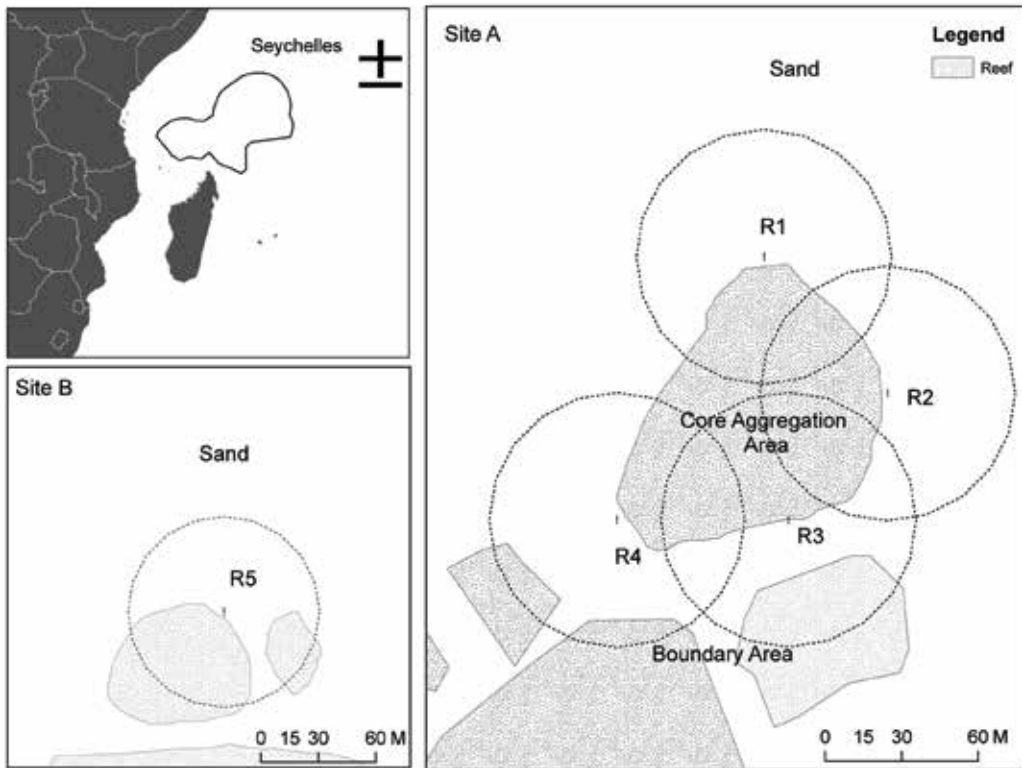 Seychelles
Site B
Sand
R5
0 15 30 60 M
Site A
Legend
Reef
Sand
R1
R2
Core Aggregation
Area
R3
R4
Boundary Area
0 15 30 60 M